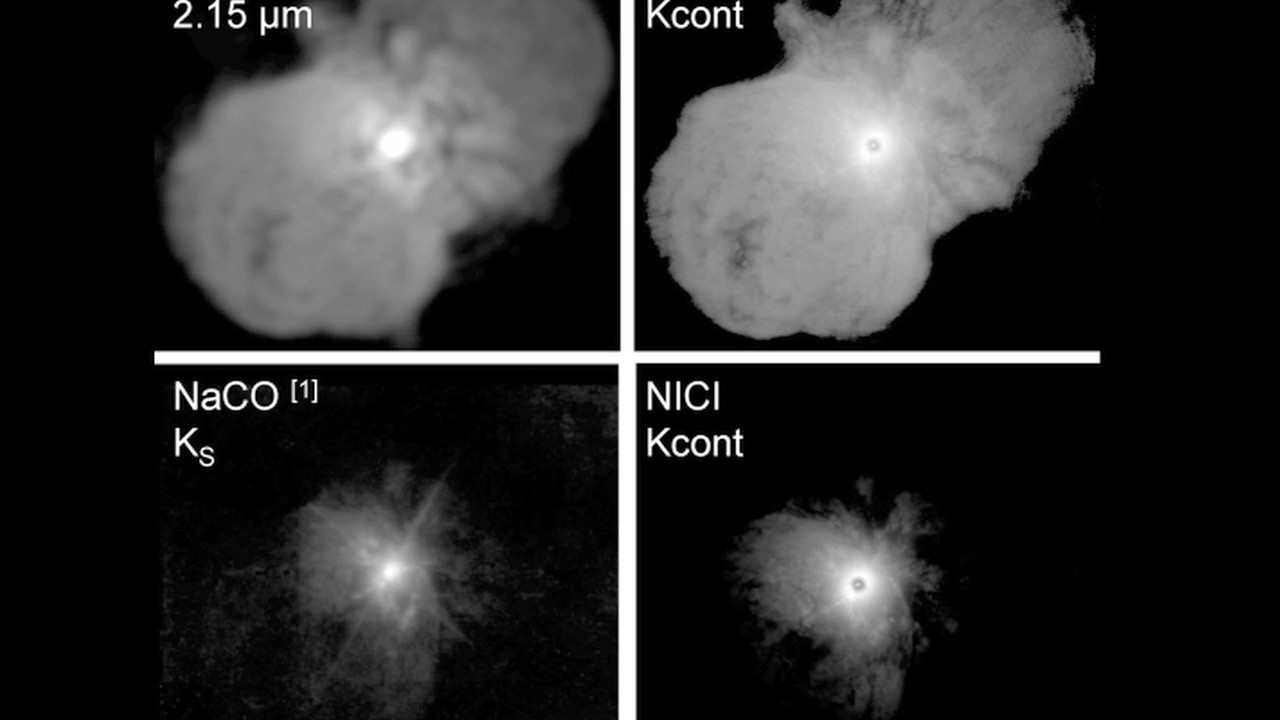 2.15 µm
Kcont
NaCO [1]
KS
NICI
Kcont